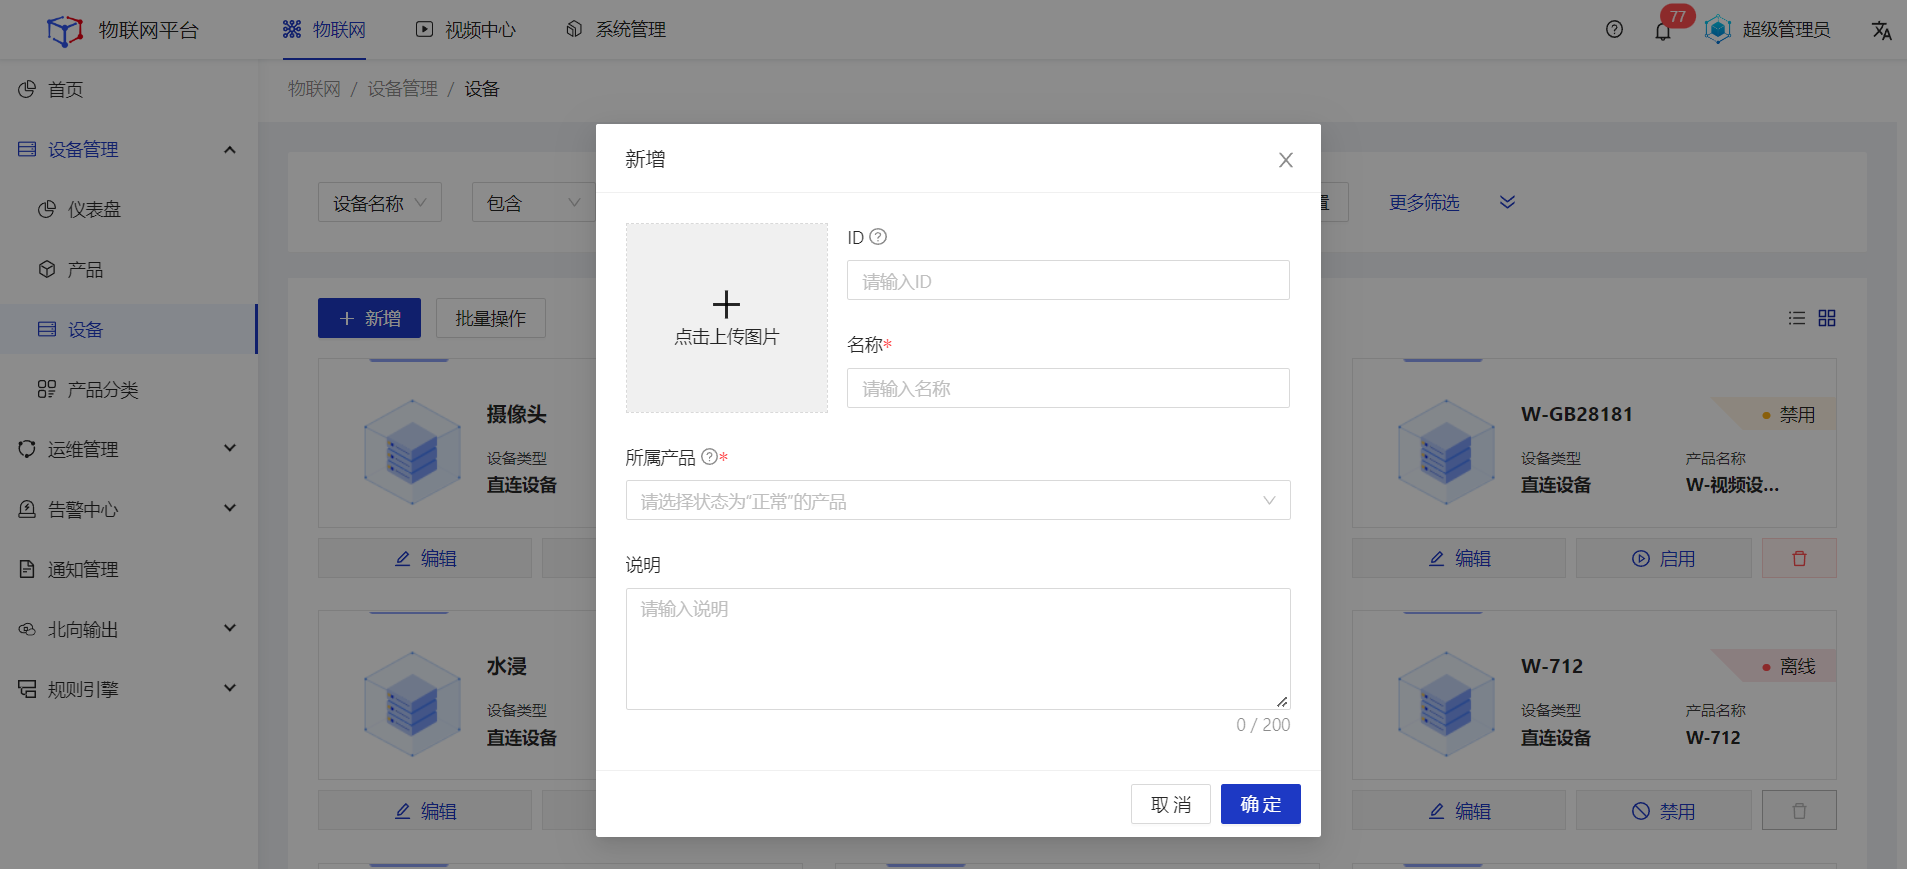 物联网平台
物联网
视频中心
系统管理
77
超级管理员
首页
设备管理
仪表盘
产品
设备
产品分类
运维管理
告警中心
通知管理
北向输出
规则引擎
物联网 / 设备管理 / 设备
设备名称
包含
置
更多筛选
新增
批量操作
摄像头
设备类型
直连设备
编辑
水浸
设备类型
直连设备
编辑
新增
点击上传图片
ID
请输入ID
名称*
请输入名称
所属产品 *
请选择状态为“正常”的产品
说明
请输入说明
0 / 200
取 消
确 定
W-GB28181
禁用
设备类型
产品名称
直连设备
W-视频设...
编辑
启用
W-712
离线
设备类型
产品名称
直连设备
W-712
编辑
禁用